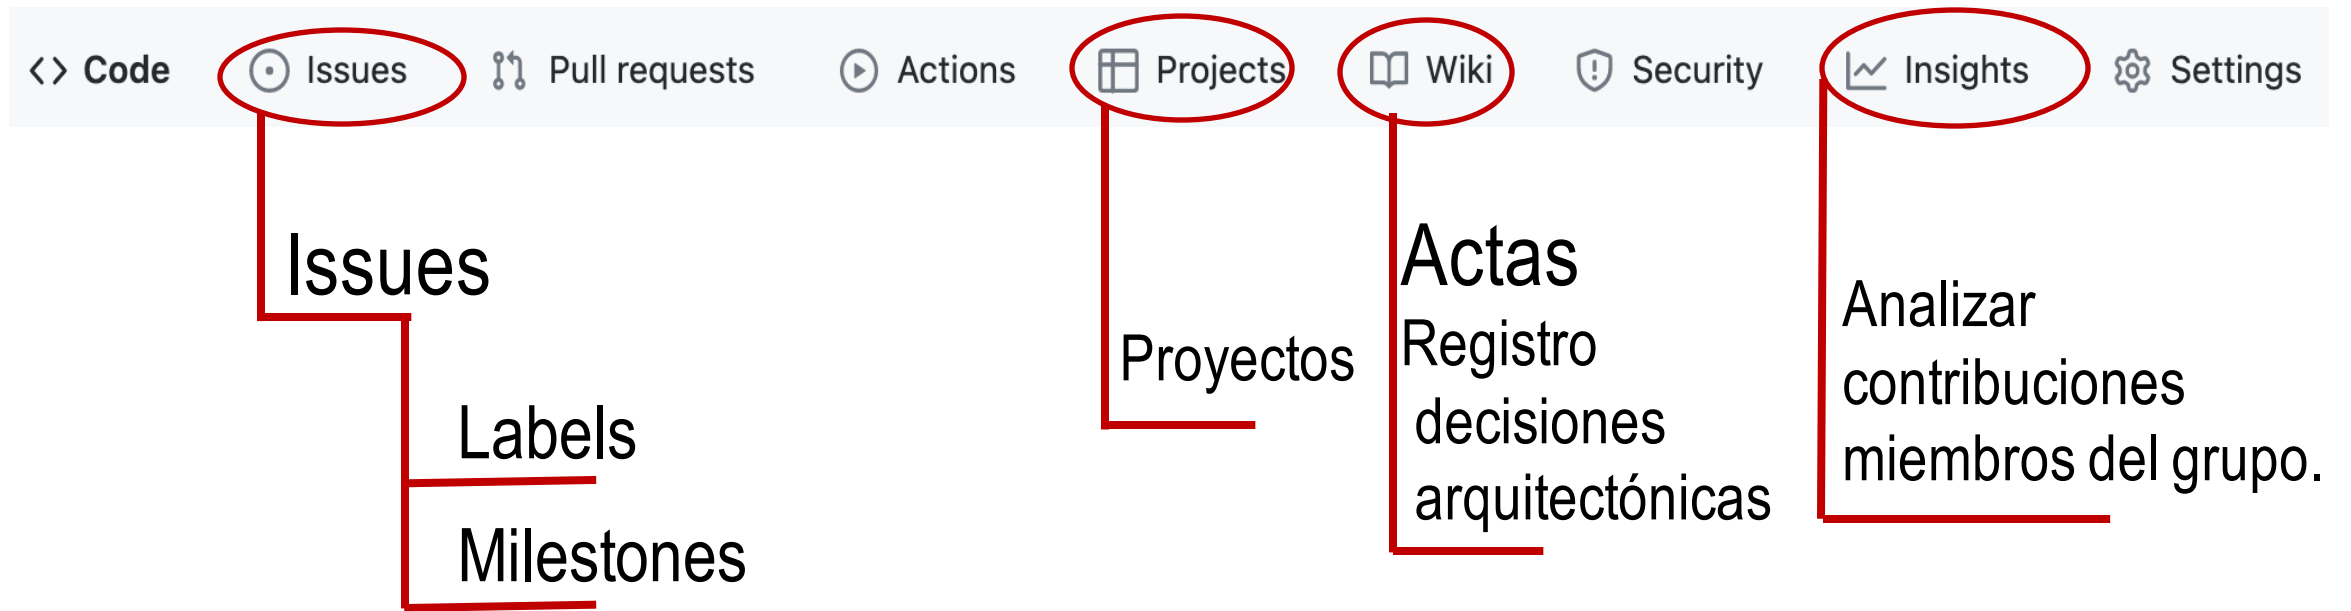 <> Code Issues Pull requests Actions Projects Wiki Security Insights Settings
Issues
Labels
Milestones
Proyectos
Actas
Registro
decisiones
arquitectónicas
Analizar
contribuciones
miembros del grupo.